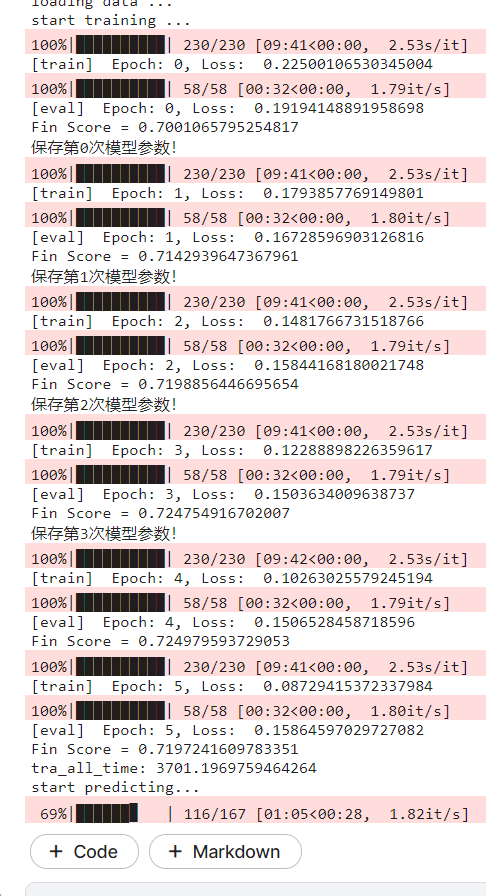 loading data ...
start training ...
100%|██████████| 230/230 [09:41<00:00,  2.53s/it]
[train]  Epoch: 0, Loss:  0.22500106530345004
100%|██████████| 58/58 [00:32<00:00,  1.79it/s]
[eval]  Epoch: 0, Loss:  0.19194148891958698
Fin Score = 0.7001065795254817
保存第0次模型参数!
100%|██████████| 230/230 [09:41<00:00,  2.53s/it]
[train]  Epoch: 1, Loss:  0.1793857769149801
100%|██████████| 58/58 [00:32<00:00,  1.80it/s]
[eval]  Epoch: 1, Loss:  0.16728596903126816
Fin Score = 0.7142939647367961
保存第1次模型参数!
100%|██████████| 230/230 [09:41<00:00,  2.53s/it]
[train]  Epoch: 2, Loss:  0.1481766731518766
100%|██████████| 58/58 [00:32<00:00,  1.79it/s]
[eval]  Epoch: 2, Loss:  0.15844168180021748
Fin Score = 0.7198856446695654
保存第2次模型参数!
100%|██████████| 230/230 [09:41<00:00,  2.53s/it]
[train]  Epoch: 3, Loss:  0.12288898226359617
100%|██████████| 58/58 [00:32<00:00,  1.79it/s]
[eval]  Epoch: 3, Loss:  0.1503634009638737
Fin Score = 0.724754916702007
保存第3次模型参数!
100%|██████████| 230/230 [09:42<00:00,  2.53s/it]
[train]  Epoch: 4, Loss:  0.10263025579245194
100%|██████████| 58/58 [00:32<00:00,  1.79it/s]
[eval]  Epoch: 4, Loss:  0.1506528458718596
Fin Score = 0.724979593729053
100%|██████████| 230/230 [09:41<00:00,  2.53s/it]
[train]  Epoch: 5, Loss:  0.08729415372337984
100%|██████████| 58/58 [00:32<00:00,  1.80it/s]
[eval]  Epoch: 5, Loss:  0.15864597029727082
Fin Score = 0.7197241609783351
tra_all_time: 3701.1969759464264
start predicting...
69%|███████   | 116/167 [01:05<00:28,  1.82it/s]
+ Code + Markdown